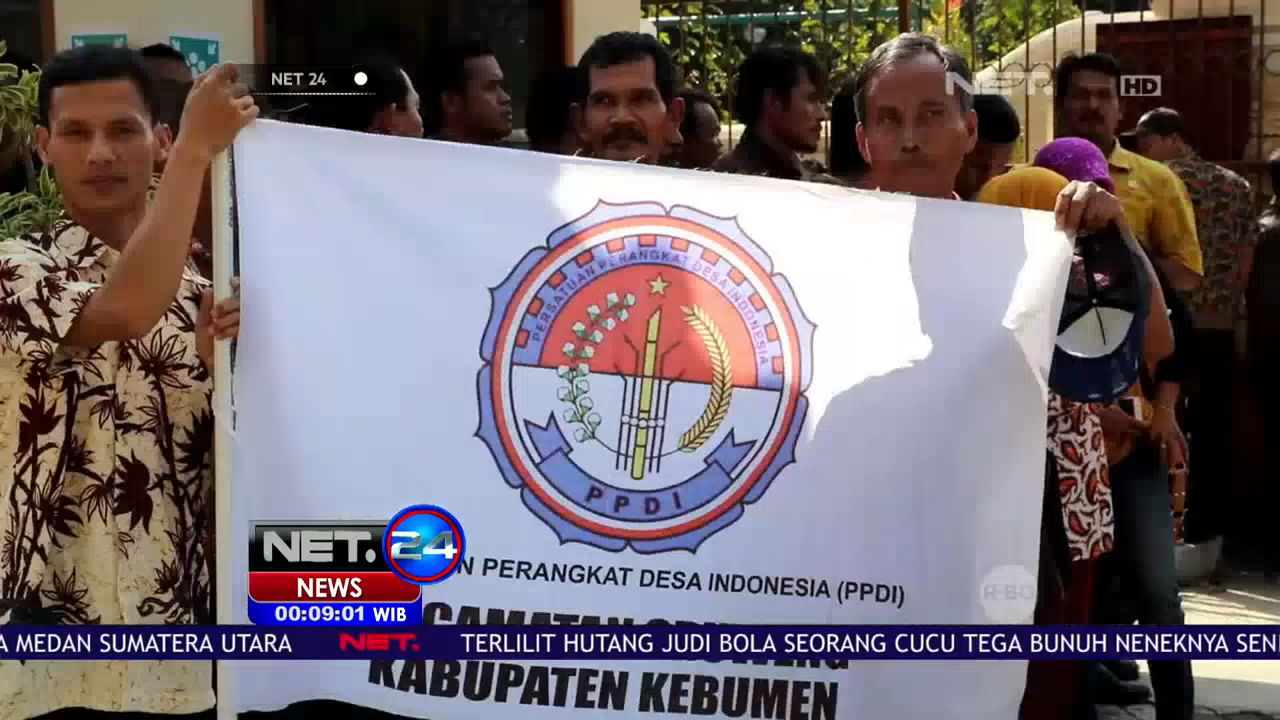 NET 24
NET. HD
PERSATUAN PERANGKAT DESA INDONESIA
PPDI
N PERANGKAT DESA INDONESIA (PPDI)
KABUPATEN KEBUMEN
R-BO
NET. 24
NEWS
00:09:01 WIB
A MEDAN SUMATERA UTARA NET. TERLILIT HUTANG JUDI BOLA SEORANG CUCU TEGA BUNUH NENEKNYA SEN